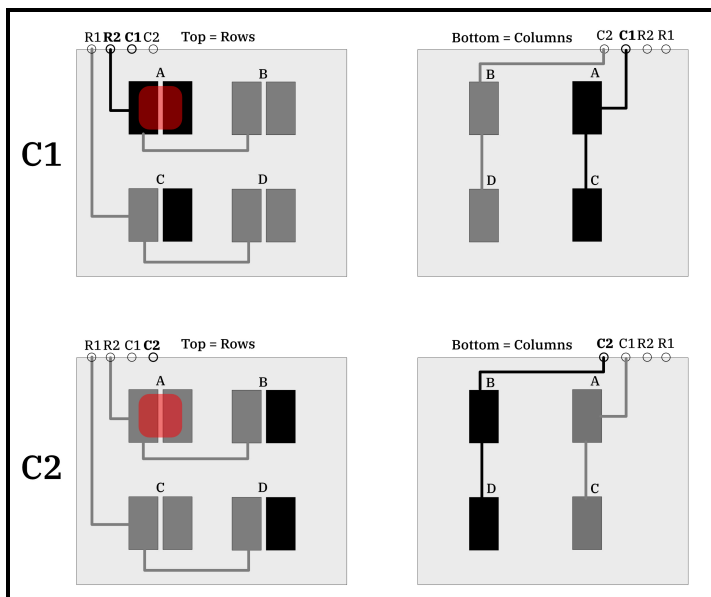 R1 R2 C1 C2 Top = Rows
Bottom = Columns C2 C1 R2 R1
A B
B A
C1
C D
D C
R1 R2 C1 C2 Top = Rows
Bottom = Columns C2 C1 R2 R1
A B
B A
C2
C D
D C